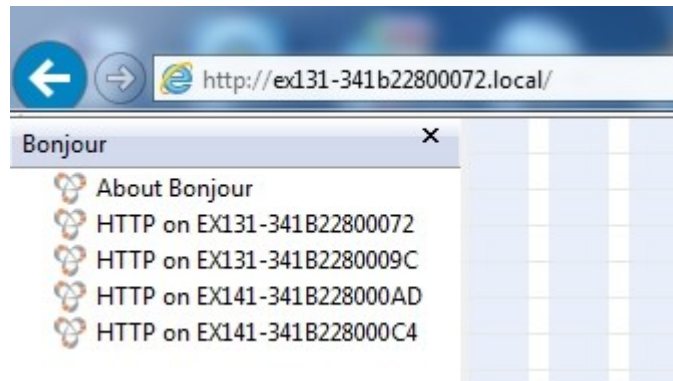 http://ex131-341b22800072.local/
Bonjour
About Bonjour
HTTP on EX131-341B22800072
HTTP on EX131-341B2280009C
HTTP on EX141-341B228000AD
HTTP on EX141-341B228000C4